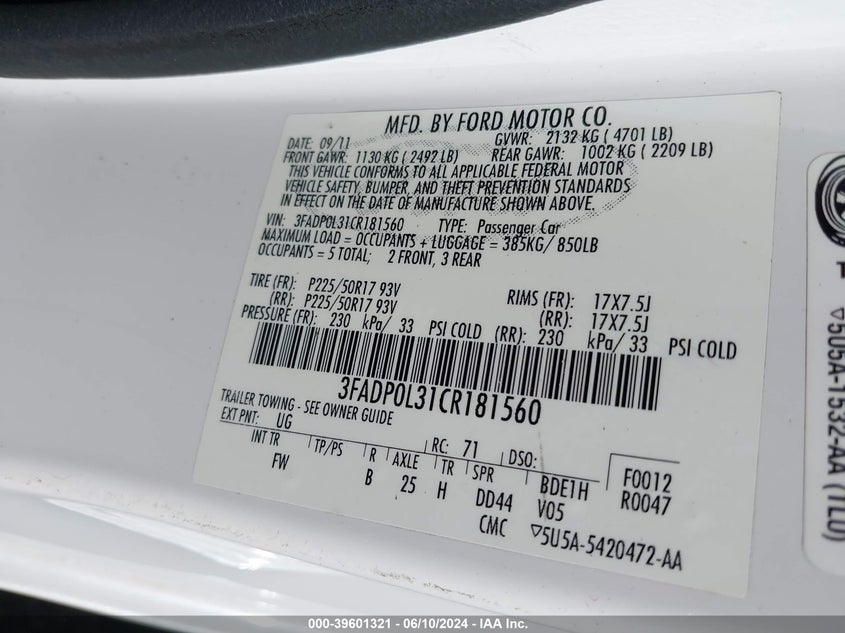 MFD. BY FORD MOTOR CO.
DATE: 09/11 GVWR: 2132 KG ( 4701 LB)
FRONT GAWR: 1130 KG ( 2492 LB) REAR GAWR: 1002 KG ( 2209 LB)
THIS VEHICLE CONFORMS TO ALL APPLICABLE FEDERAL MOTOR
VEHICLE SAFETY, BUMPER, AND THEFT PREVENTION STANDARDS
IN EFFECT ON THE DATE OF MANUFACTURE SHOWN ABOVE.
VIN: 3FADP0L31CR181560 TYPE: Passenger Car
MAXIMUM LOAD = OCCUPANTS + LUGGAGE = 385KG/ 850LB
OCCUPANTS = 5 TOTAL; 2 FRONT, 3 REAR
TIRE (FR): P225/50R17 93V RIMS (FR): 17X7.5J
(RR): P225/50R17 93V (RR): 17X7.5J
PRESSURE (FR): 230 kPa/ 33 PSI COLD (RR): 230 kPa/ 33 PSI COLD
3FADP0L31CR181560
TRAILER TOWING - SEE OWNER GUIDE
EXT PNT: UG RC: 71 DSO:
INT TR TP/PS R AXLE TR SPR BDE1H F0012
FW B 25 H DD44 V05 R0047
CMC 5U5A-5420472-AA
5U5A-1532-AA (TL0)
000-39601321 - 06/10/2024 - IAA Inc.